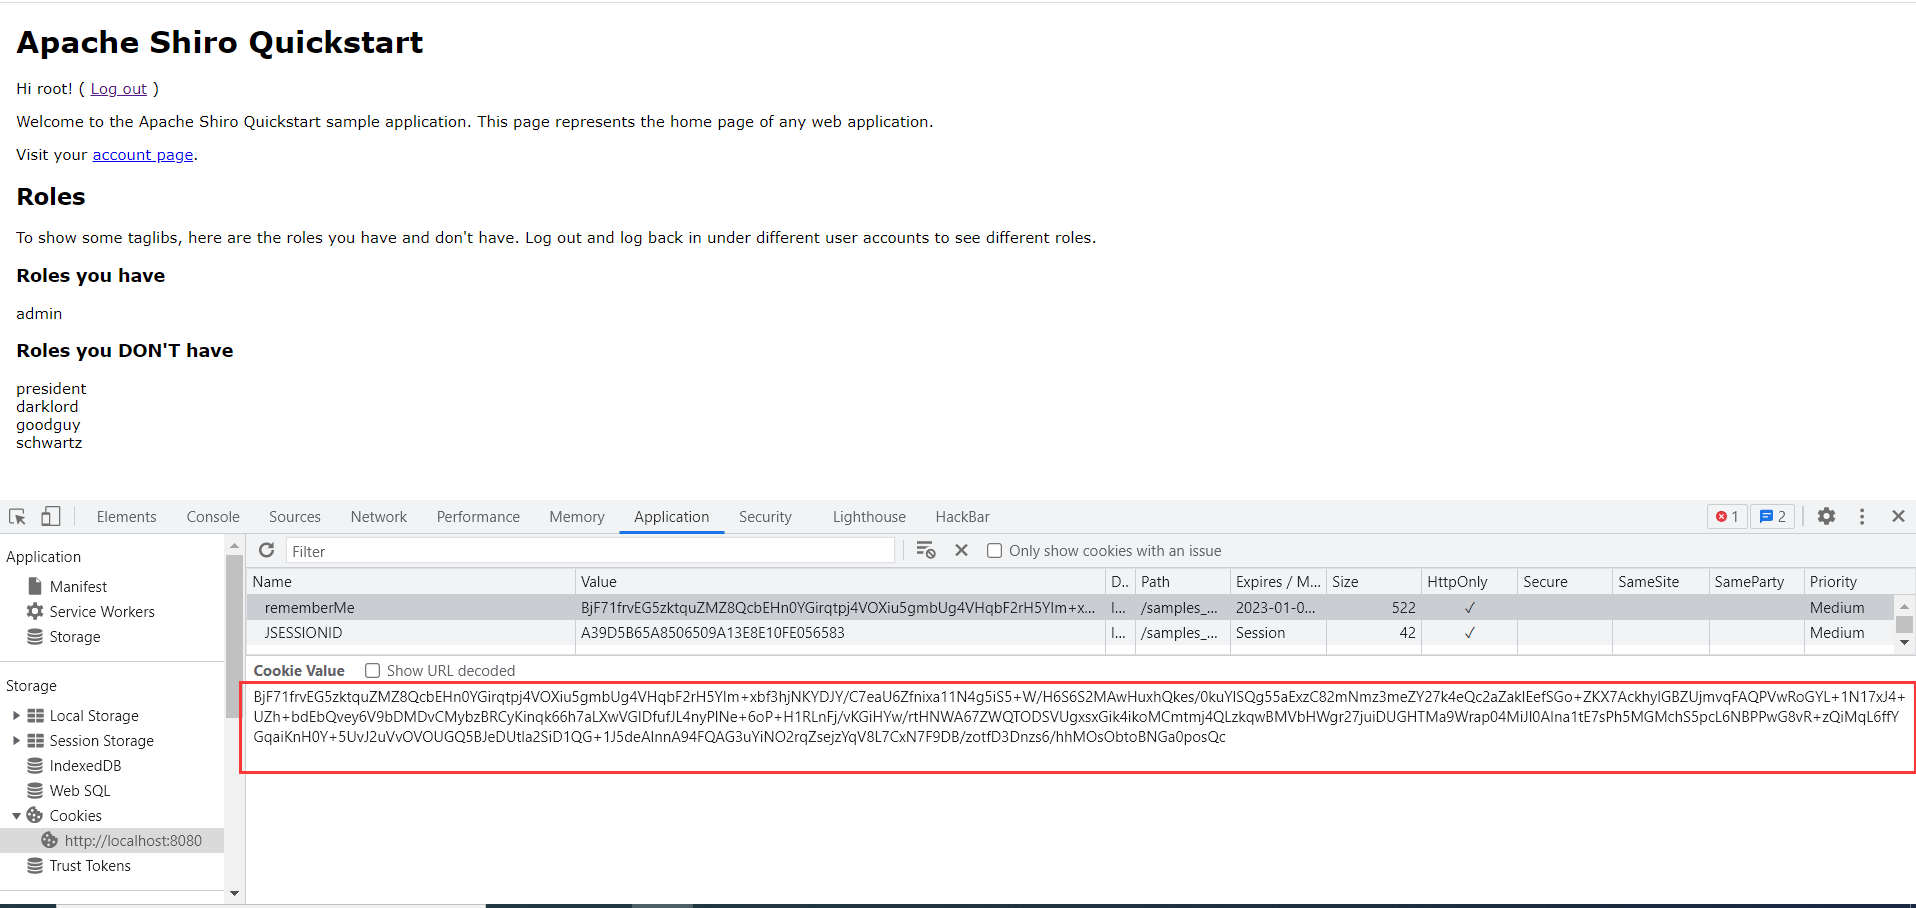 Apache Shiro Quickstart
Hi root! ( Log out )
Welcome to the Apache Shiro Quickstart sample application. This page represents the home page of any web application.
Visit your account page.
Roles
To show some taglibs, here are the roles you have and don't have. Log out and log back in under different user accounts to see different roles.
Roles you have
admin
Roles you DON'T have
president
darklord
goodguy
schwartz
Elements Console Sources Network Performance Memory Application Security Lighthouse HackBar 1 2
Application
Manifest
Service Workers
Storage
Storage
Local Storage
Session Storage
IndexedDB
Web SQL
Cookies
http://localhost:8080
Trust Tokens
Filter Only show cookies with an issue
Name Value D.. Path Expires / M... Size HttpOnly Secure SameSite SameParty Priority
rememberMe BjF71frvEG5zktquZMZ8QcbEHn0YGirqtpj4VOXiu5gmbUg4VHqbF2rH5YIm+x... l... /samples_... 2023-01-0... 522 ✓ Medium
JSESSIONID A39D5B65A8506509A13E8E10FE056583 l... /samples_... Session 42 ✓ Medium
Cookie Value Show URL decoded
BjF71frvEG5zktquZMZ8QcbEHn0YGirqtpj4VOXiu5gmbUg4VHqbF2rH5YIm+xbf3hjNKYDJY/C7eaU6Zfnixa11N4g5iS5+W/H6S6S2MAwHuxhQkes/0kuYISQg55aExzC82mNmz3meZY27k4eQc2aZakIEefSGo+ZKX7AckhylGBZUjmvqFAQPVwRoGYL+1N17xJ4+
UZh+bdEbQvey6V9bDMDvCMybzBRCyKinqk66h7aLXwVGIDfufJL4nyPINe+6oP+H1RLnFj/vKGiHYw/rtHNWA67ZWQTODSVUgxsxGik4ikoMCmtmj4QLzkqwBMVbHWgr27juiDUGHTMa9Wrap04MiJI0AIna1tE7sPh5MGMchS5pcL6NBPPwG8vR+zQiMqL6ffY
GqaiKnH0Y+5UvJ2uVvOVOUGQ5BJeDUtla2SiD1QG+1J5deAInnA94FQAG3uYiNO2rqZsejzYqV8L7CxN7F9DB/zotfD3Dnzs6/hhMOsObtoBNGa0posQc